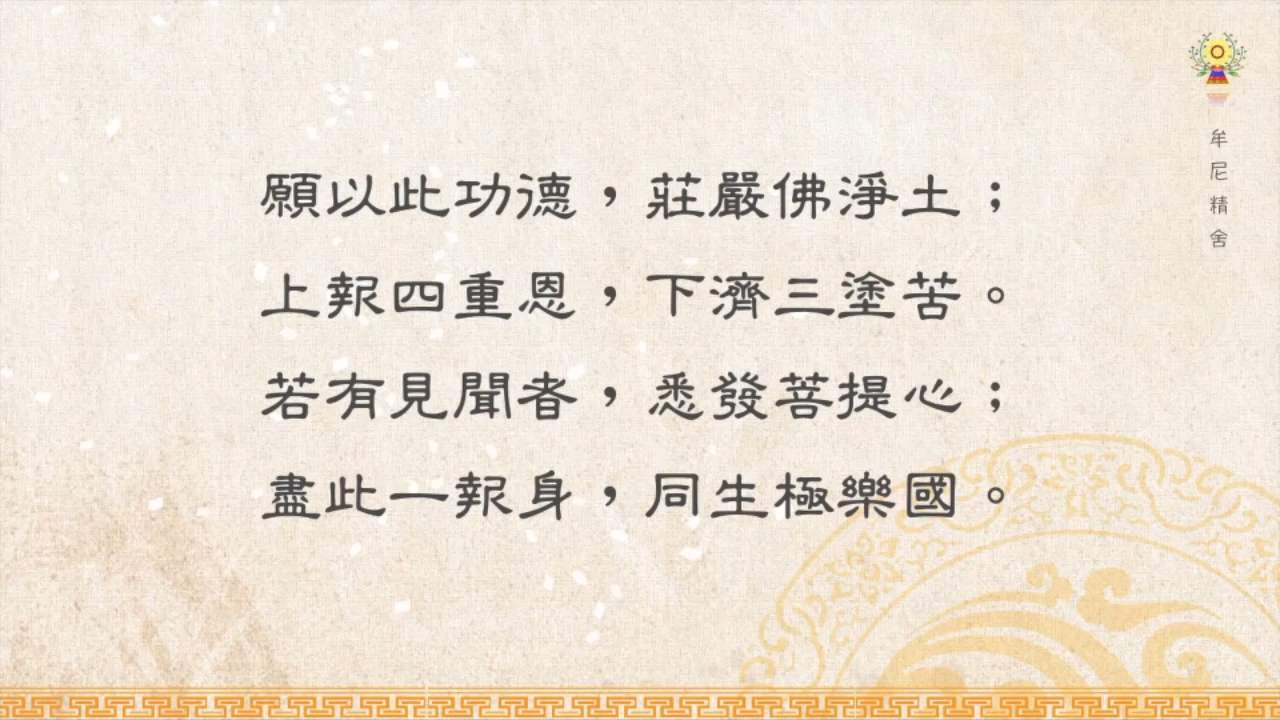 願以此功德，莊嚴佛淨土；
上報四重恩，下濟三塗苦。
若有見聞者，悉發菩提心；
盡此一報身，同生極樂國。
牟尼精舍